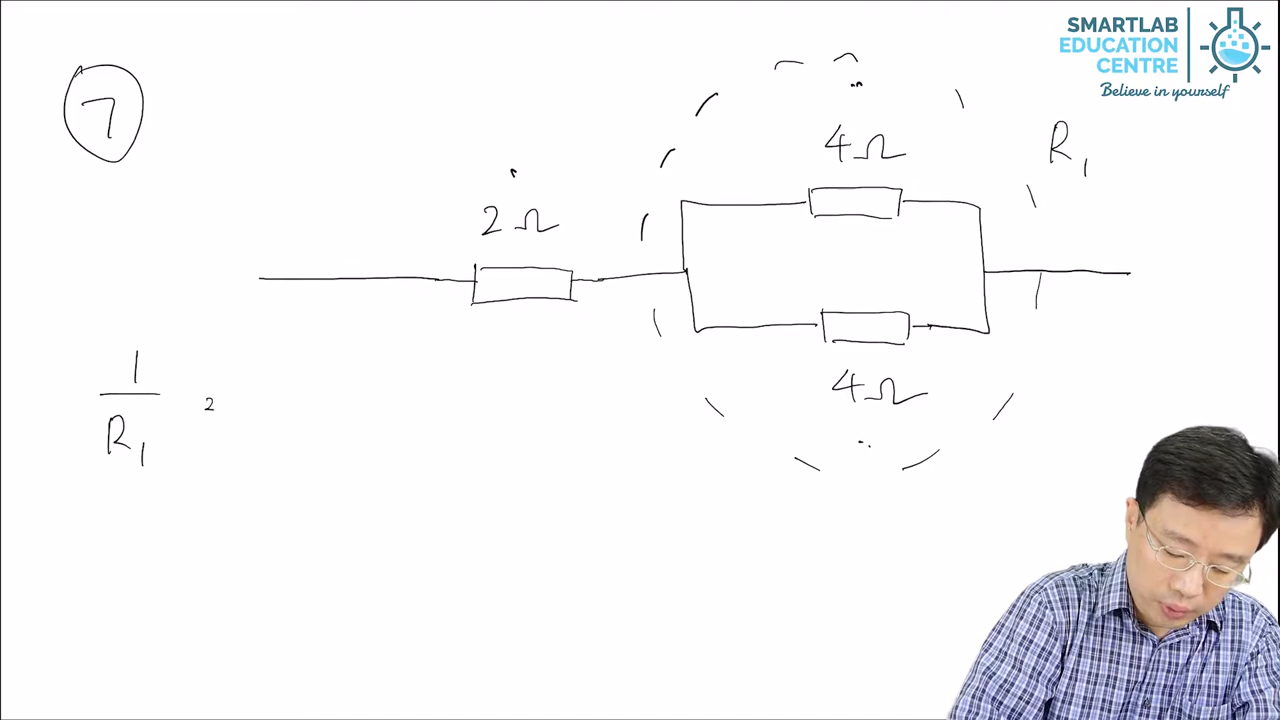 SMARTLAB
EDUCATION
CENTRE
Believe in yourself
7
4Ω
R₁
2Ω
4Ω
1
R₁ =